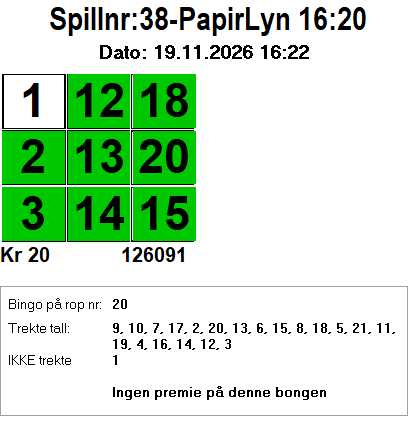 Spillnr:38-PapirLyn 16:20
Dato: 19.11.2026 16:22
1 12 18
2 13 20
3 14 15
Kr 20 126091
Bingo på rop nr: 20
Trekte tall: 9, 10, 7, 17, 2, 20, 13, 6, 15, 8, 18, 5, 21, 11,
19, 4, 16, 14, 12, 3
IKKE trekte 1
Ingen premie på denne bongen